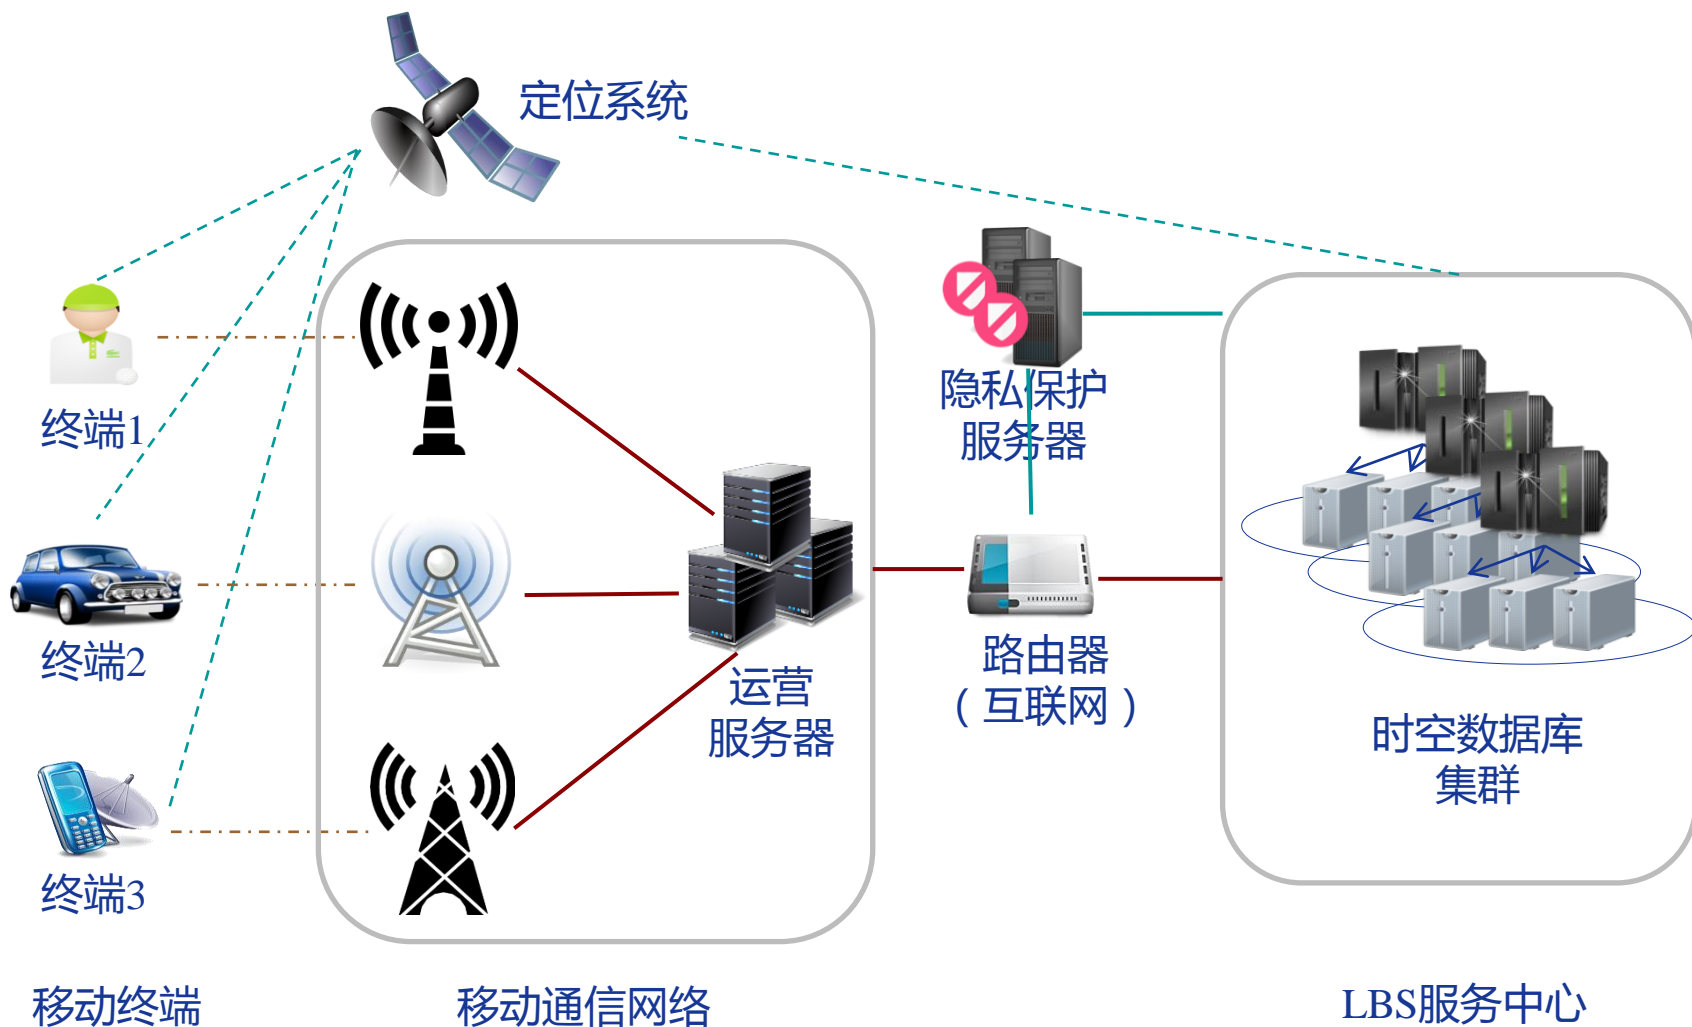 定位系统
终端1
隐私保护
服务器
终端2
运营
服务器
路由器
（互联网）
时空数据库
集群
终端3
移动终端
移动通信网络
LBS服务中心